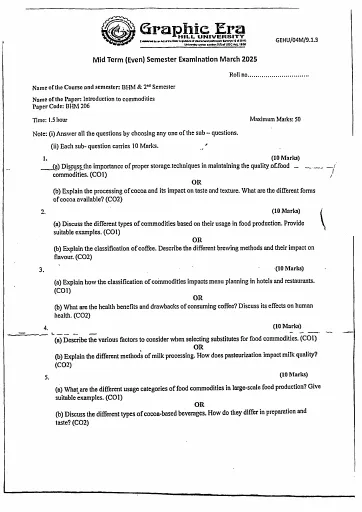 Graphic Era
HILL UNIVERSITY
GEHU/04M/9.1.3
Mid Term (Even) Semester Examination March 2025
Roll no..............................
Name of the Course and semester: BHM & 2nd Semester
Name of the Paper: Introduction to commodities
Paper Code: BHM 206
Time: 1.5 hour Maximum Marks: 50
Note: (i) Answer all the questions by choosing any one of the sub – questions.
(ii) Each sub- question carries 10 Marks.
1. (10 Marks)
(a) Discuss the importance of proper storage techniques in maintaining the quality of food
commodities. (CO1)
OR
(b) Explain the processing of cocoa and its impact on taste and texture. What are the different forms
of cocoa available? (CO2)
2. (10 Marks)
(a) Discuss the different types of commodities based on their usage in food production. Provide
suitable examples. (CO1)
OR
(b) Explain the classification of coffee. Describe the different brewing methods and their impact on
flavour. (CO2)
3. (10 Marks)
(a) Explain how the classification of commodities impacts menu planning in hotels and restaurants.
(CO1)
OR
(b) What are the health benefits and drawbacks of consuming coffee? Discuss its effects on human
health. (CO2)
4. (10 Marks)
(a) Describe the various factors to consider when selecting substitutes for food commodities. (CO1)
OR
(b) Explain the different methods of milk processing. How does pasteurization impact milk quality?
(CO2)
5. (10 Marks)
(a) What are the different usage categories of food commodities in large-scale food production? Give
suitable examples. (CO1)
OR
(b) Discuss the different types of cocoa-based beverages. How do they differ in preparation and
taste? (CO2)